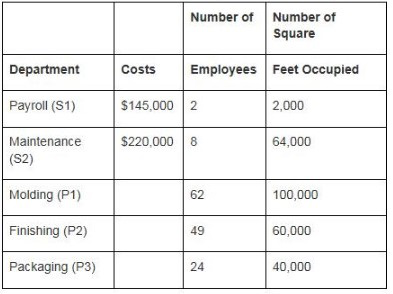 Number of Number of
Square
Department Costs Employees Feet Occupied
Payroll (S1) $145,000 2 2,000
Maintenance $220,000 8 64,000
(S2)
Molding (P1) 62 100,000
Finishing (P2) 49 60,000
Packaging (P3) 24 40,000